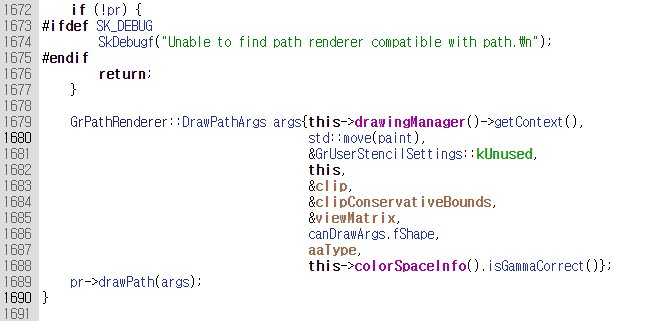 1672     if (!pr) {
1673 #ifdef SK_DEBUG
1674         SkDebugf("Unable to find path renderer compatible with path.₩n");
1675 #endif
1676         return;
1677     }
1678
1679     GrPathRenderer::DrawPathArgs args{this->drawingManager()->getContext(),
1680                                       std::move(paint),
1681                                       &GrUserStencilSettings::kUnused,
1682                                       this,
1683                                       &clip,
1684                                       &clipConservativeBounds,
1685                                       &viewMatrix,
1686                                       canDrawArgs.fShape,
1687                                       aaType,
1688                                       this->colorSpaceInfo().isGammaCorrect()};
1689     pr->drawPath(args);
1690 }
1691